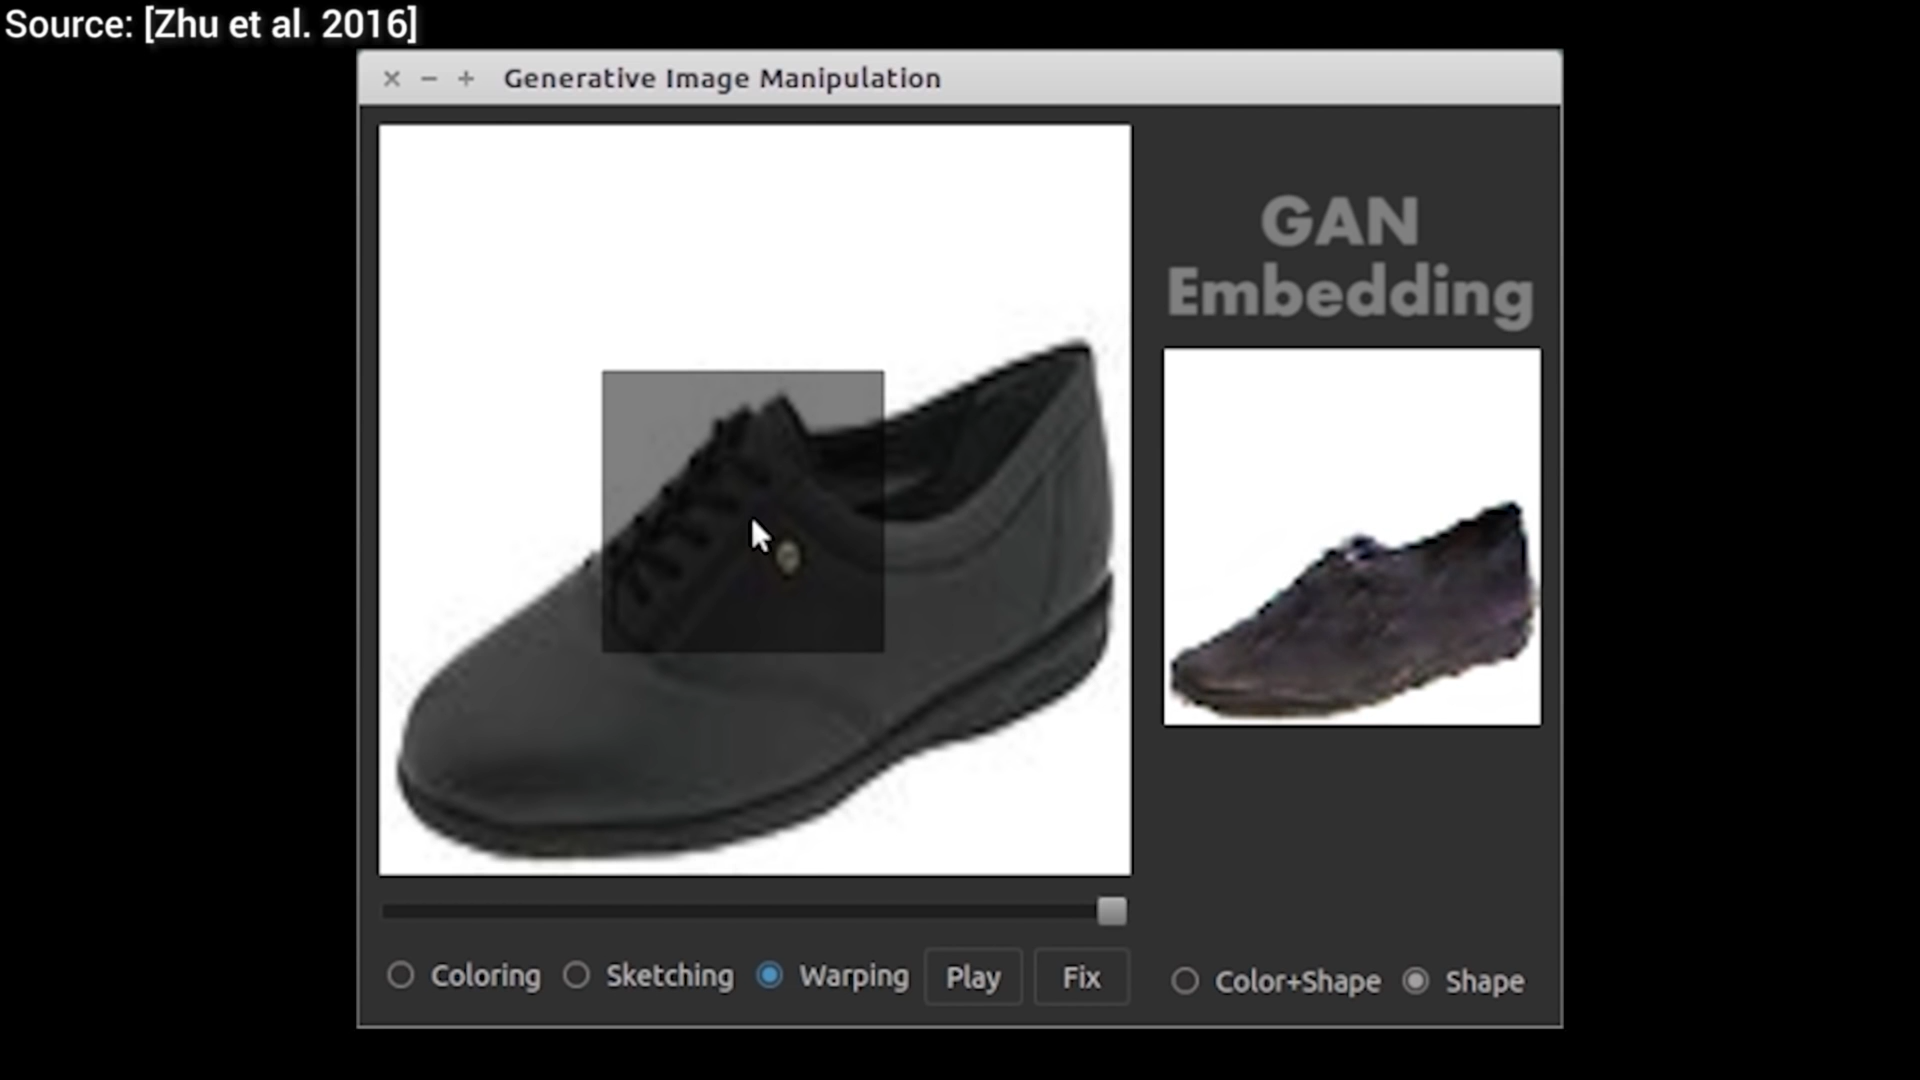 Source: [Zhu et al. 2016]
Generative Image Manipulation
GAN
Embedding
Coloring Sketching Warping Play Fix Color+Shape Shape